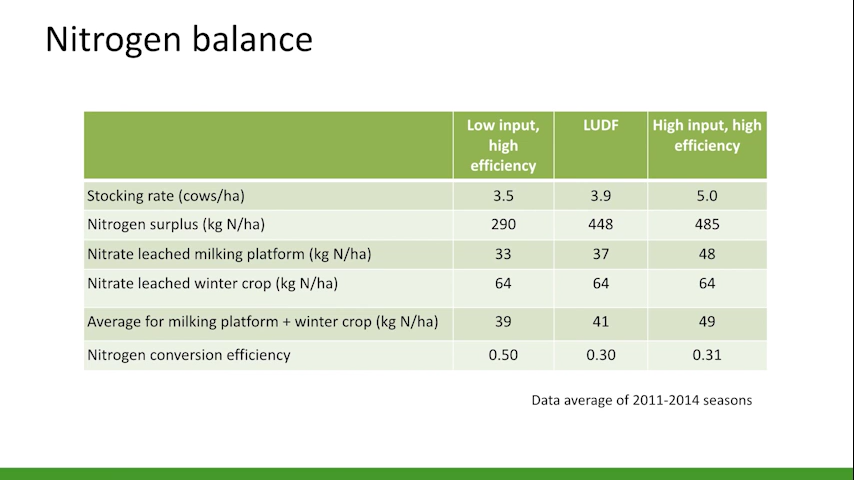 Nitrogen balance
Low input, high efficiency LUDF High input, high efficiency
Stocking rate (cows/ha) 3.5 3.9 5.0
Nitrogen surplus (kg N/ha) 290 448 485
Nitrate leached milking platform (kg N/ha) 33 37 48
Nitrate leached winter crop (kg N/ha) 64 64 64
Average for milking platform + winter crop (kg N/ha) 39 41 49
Nitrogen conversion efficiency 0.50 0.30 0.31
Data average of 2011-2014 seasons